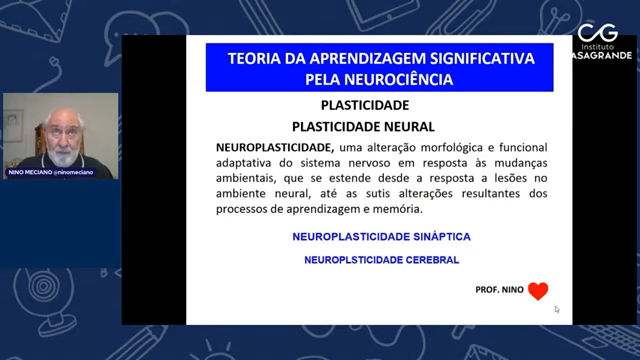 CG
Instituto
CASAGRANDE
TEORIA DA APRENDIZAGEM SIGNIFICATIVA
PELA NEUROCIÊNCIA
PLASTICIDADE
PLASTICIDADE NEURAL
NEUROPLASTICIDADE, uma alteração morfológica e funcional
adaptativa do sistema nervoso em resposta às mudanças
ambientais, que se estende desde a resposta a lesões no
ambiente neural, até as sutis alterações resultantes dos
processos de aprendizagem e memória.
NINO MECIANO @ninomeciano
NEUROPLASTICIDADE SINÁPTICA
NEUROPLSTICIDADE CEREBRAL
PROF. NINO